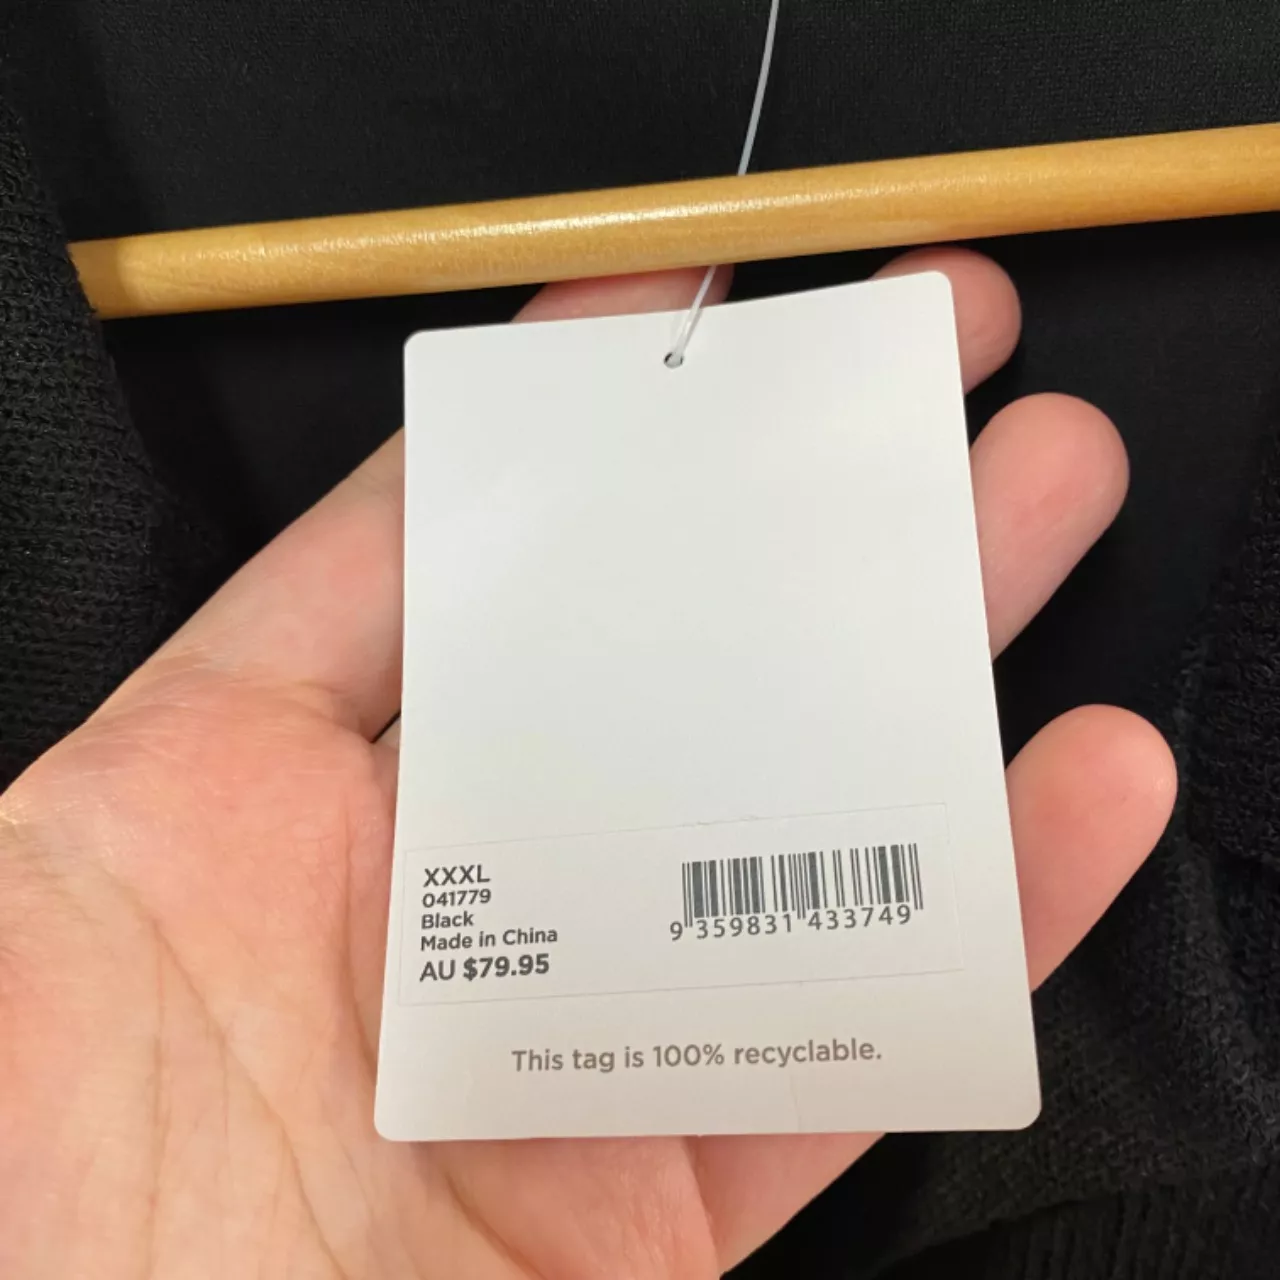 XXXL
041779
Black
Made in China
AU $79.95
9 359831 433749
This tag is 100% recyclable.